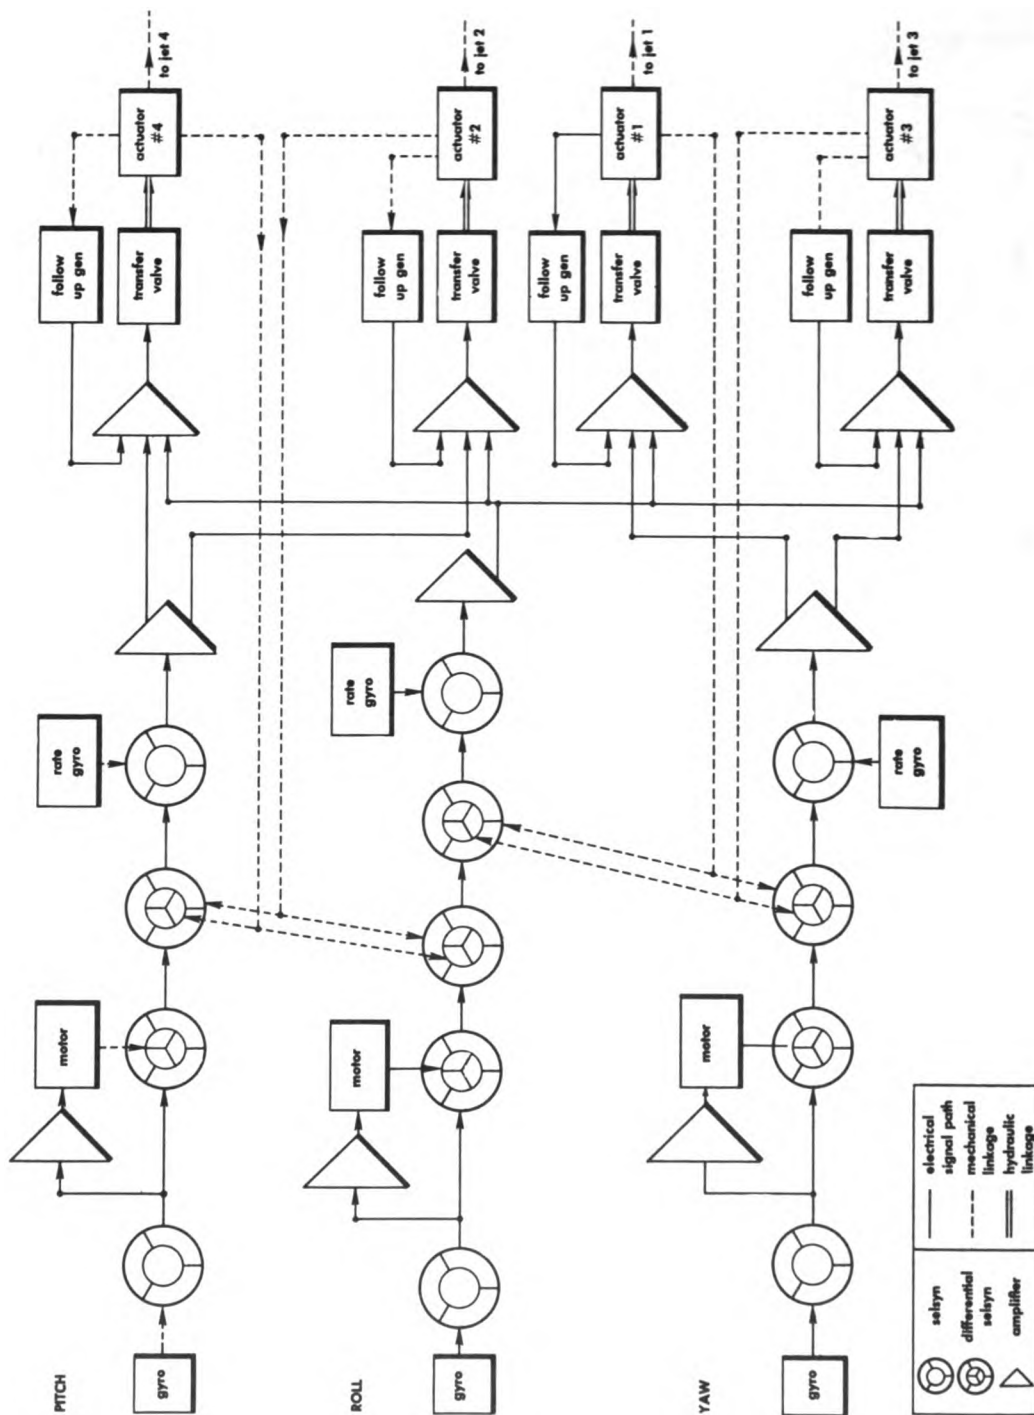 PITCH
gyro
motor
rate
gyro
follow
up gen
transfer
valve
actuator
#4
to jet 4
ROLL
gyro
motor
rate
gyro
follow
up gen
transfer
valve
actuator
#2
to jet 2
follow
up gen
transfer
valve
actuator
#1
to jet 1
YAW
gyro
motor
rate
gyro
follow
up gen
transfer
valve
actuator
#3
to jet 3
selsyn
differential
selsyn
amplifier
electrical
signal path
mechanical
linkage
hydraulic
linkage